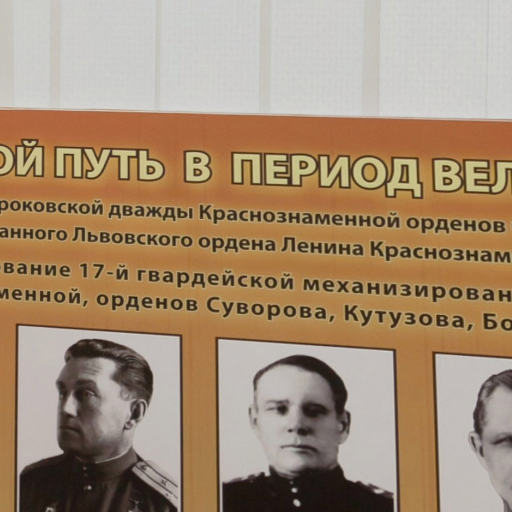 ОЙ ПУТЬ В ПЕРИОД ВЕЛ
роковской дважды Краснознаменной орденов
анного Львовского ордена Ленина Краснознам
вание 17-й гвардейской механизирован
менной, орденов Суворова, Кутузова, Бо